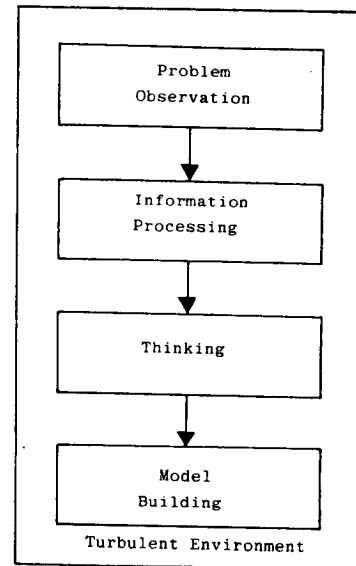 Problem
Observation
Information
Processing
Thinking
Model
Building
Turbulent Environment